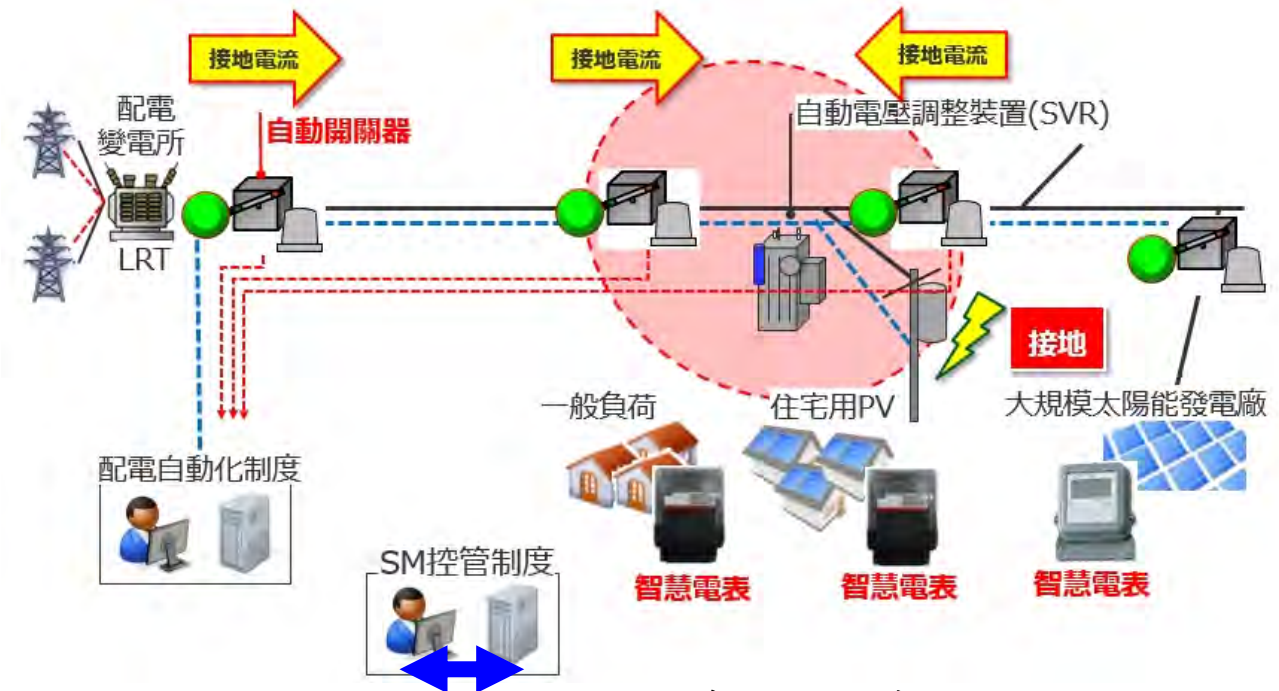 接地電流
接地電流
接地電流
配電
變電所
自動開關器
自動電壓調整裝置(SVR)
LRT
接地
一般負荷
住宅用PV
大規模太陽能發電廠
配電自動化制度
SM控管制度
智慧電表
智慧電表
智慧電表